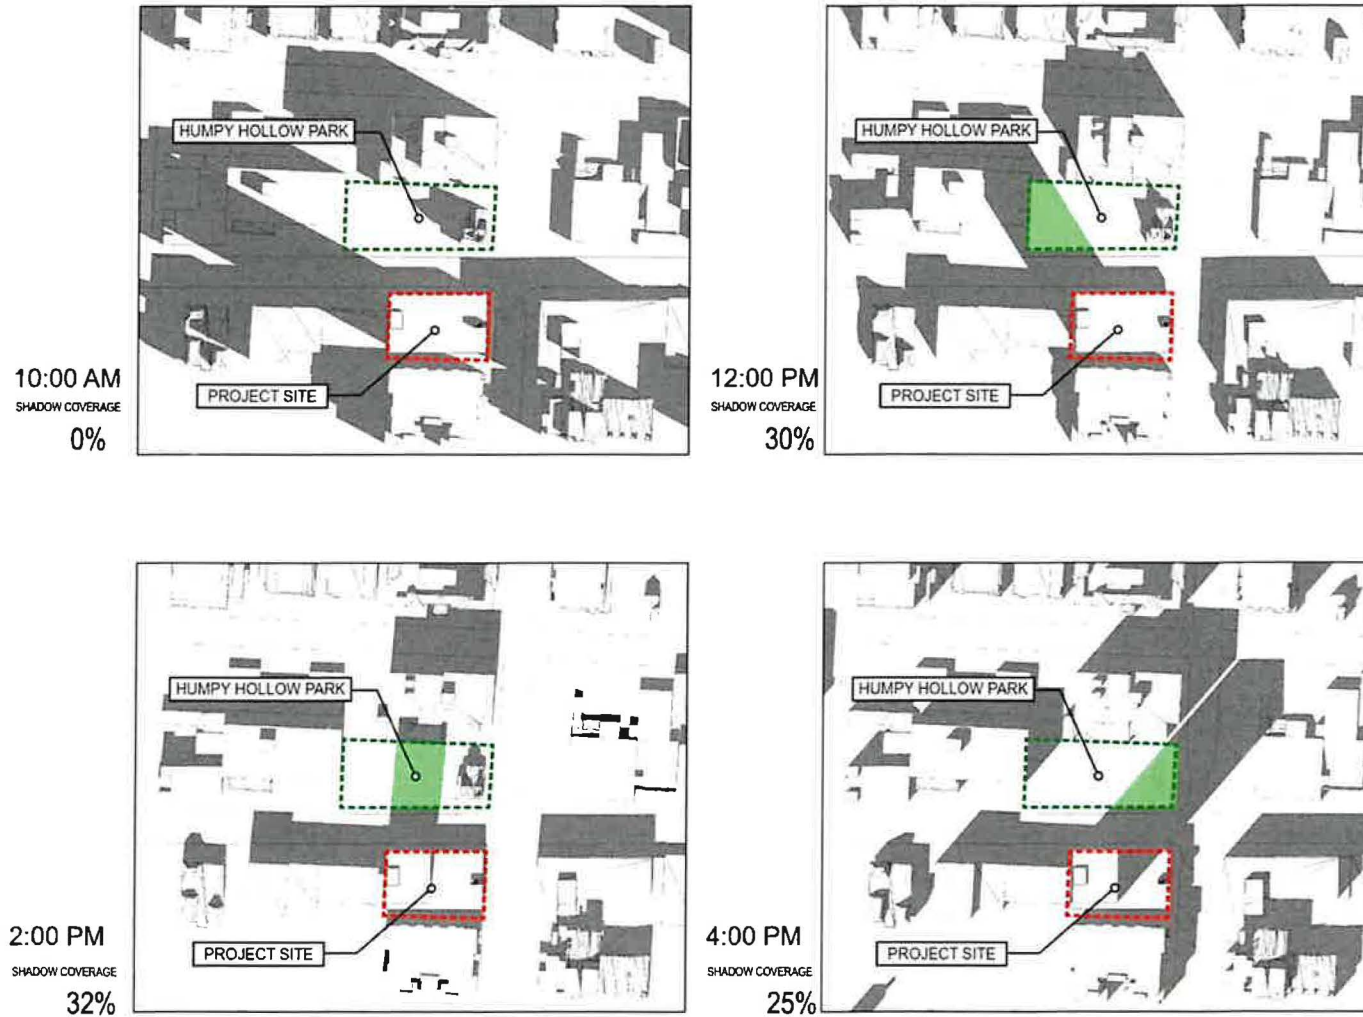 HUMPY HOLLOW PARK
PROJECT SITE
10:00 AM
SHADOW COVERAGE
0%
HUMPY HOLLOW PARK
PROJECT SITE
12:00 PM
SHADOW COVERAGE
30%
HUMPY HOLLOW PARK
PROJECT SITE
2:00 PM
SHADOW COVERAGE
32%
HUMPY HOLLOW PARK
PROJECT SITE
4:00 PM
SHADOW COVERAGE
25%